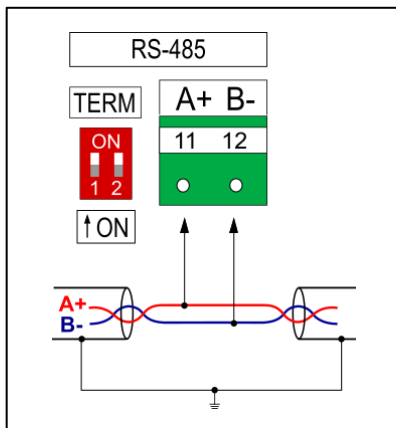 RS-485
TERM
A+ B-
ON
11 12
1 2
↑ON
A+
B-